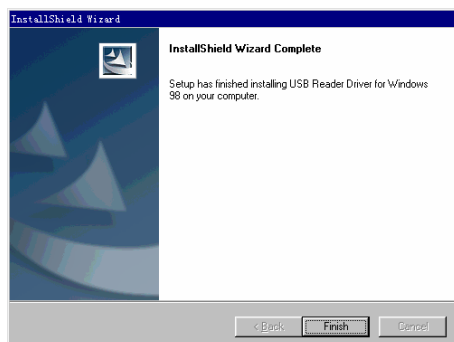 InstallShield Wizard
InstallShield Wizard Complete
Setup has finished installing USB Reader Driver for Windows
98 on your computer.
< Back
Finish
Cancel